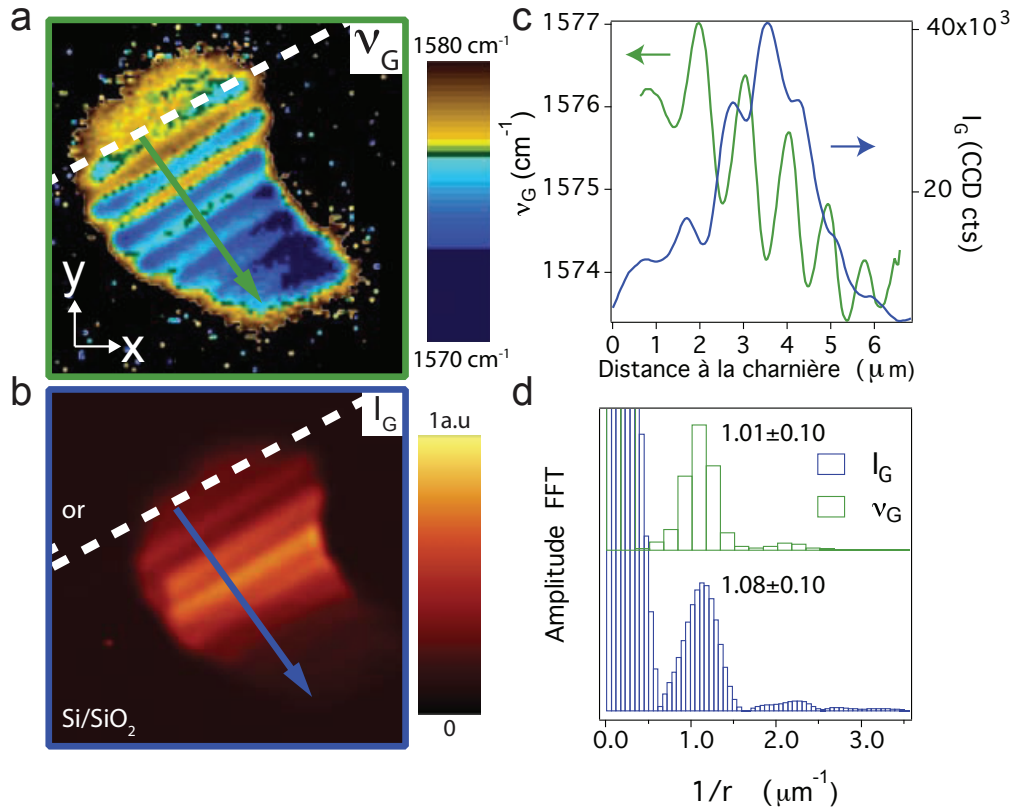 a
ν_G
y
x
1580 cm⁻¹
1570 cm⁻¹
b
I_G
or
Si/SiO₂
1a.u
0
c
1577
1576
1575
1574
ν_G (cm⁻¹)
40x10³
20
I_G (CCD cts)
0 1 2 3 4 5 6
Distance à la charnière (μm)
d
1.01±0.10
I_G
ν_G
1.08±0.10
Amplitude FFT
0.0 1.0 2.0 3.0
1/r (μm⁻¹)